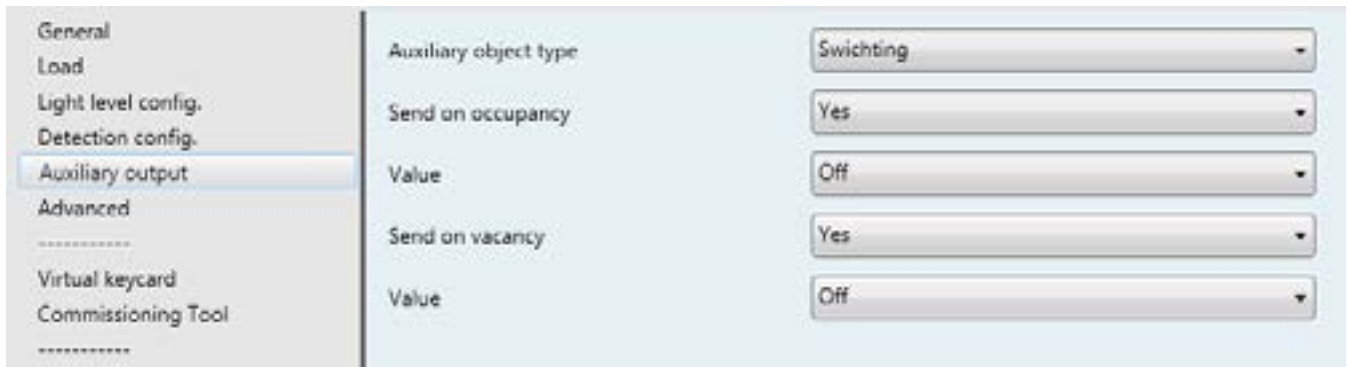 General
Load
Light level config.
Detection config.
Auxiliary output
Advanced
-----------
Virtual keycard
Commissioning Tool
-----------
Auxiliary object type Swichting
Send on occupancy Yes
Value Off
Send on vacancy Yes
Value Off